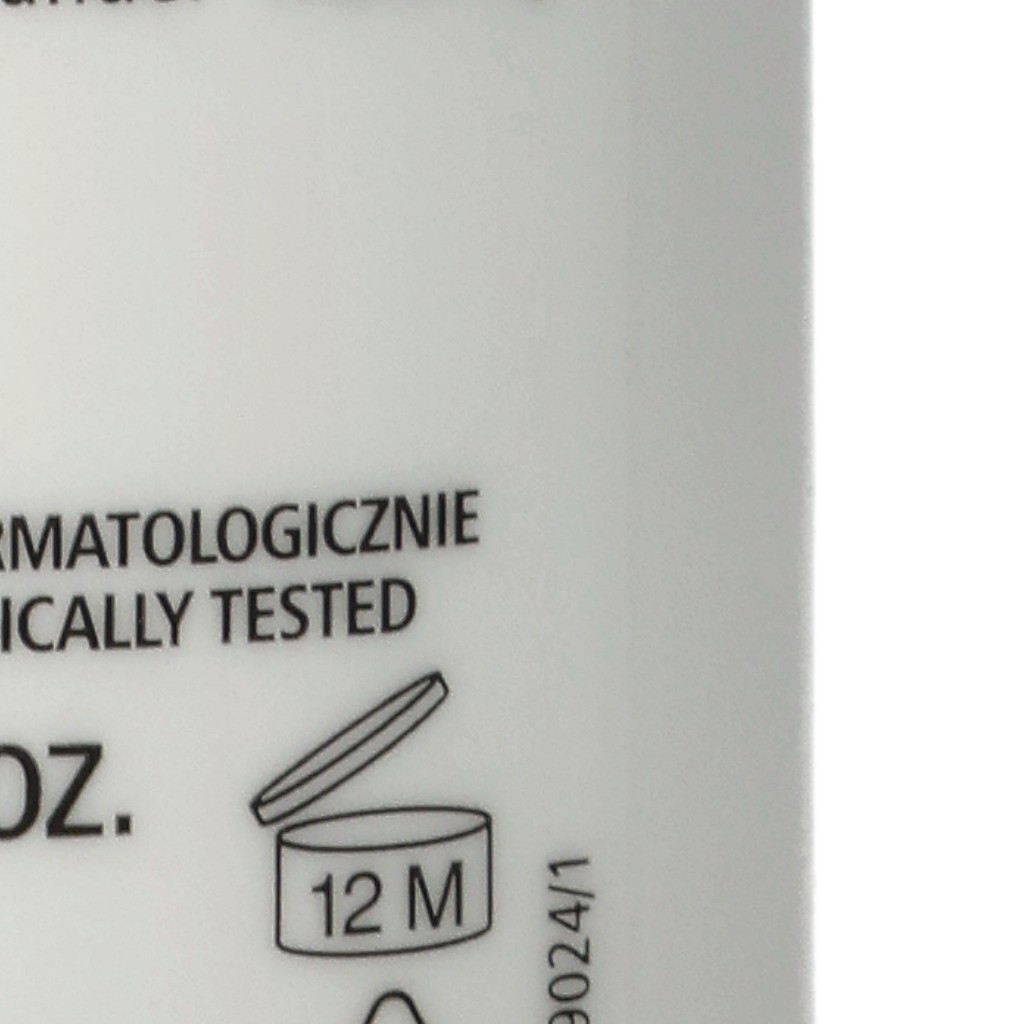 RMATOLOGICZNIE
ICALLY TESTED
OZ.
12 M
9024/1